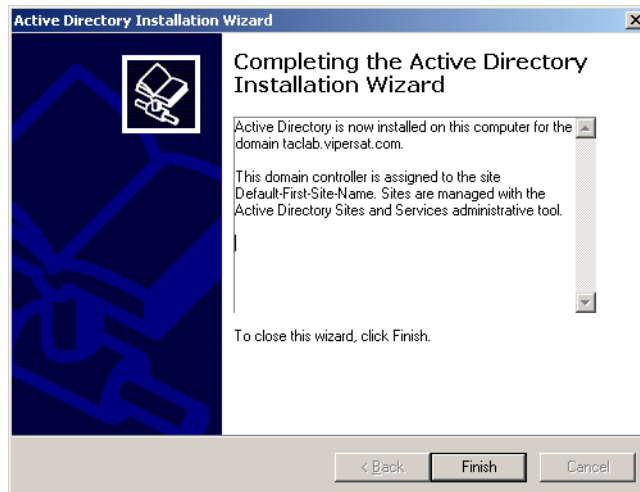 Active Directory Installation Wizard
Completing the Active Directory
Installation Wizard
Active Directory is now installed on this computer for the
domain taclab.vipersat.com.
This domain controller is assigned to the site
Default-First-Site-Name. Sites are managed with the
Active Directory Sites and Services administrative tool.
To close this wizard, click Finish.
< Back Finish Cancel